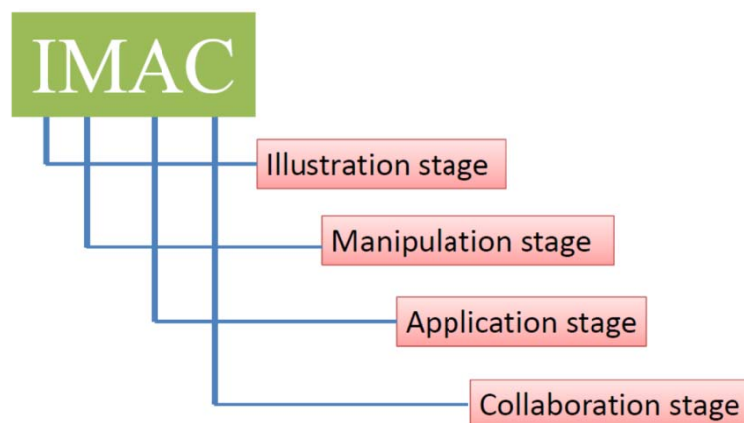 IMAC
Illustration stage
Manipulation stage
Application stage
Collaboration stage